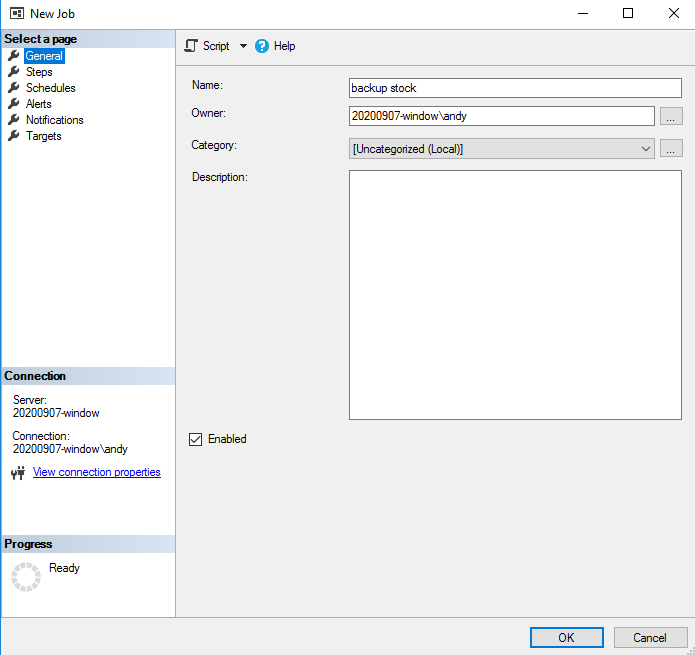 New Job
Select a page
General
Steps
Schedules
Alerts
Notifications
Targets
Connection
Server:
20200907-window
Connection:
20200907-window\andy
View connection properties
Progress
Ready
Script
Help
Name:
backup stock
Owner:
20200907-window\andy
...
Category:
[Uncategorized (Local)]
...
Description:
Enabled
OK
Cancel